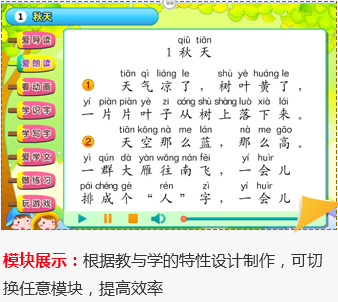 1 秋天
爱导读
爱朗读
看动画
学识字
学写字
爱学文
做练习
玩游戏
qiū tiān
1 秋 天
tiān qì liáng le shù yè huáng le
1 天 气 凉 了 , 树 叶 黄 了 ,
yí piàn piàn yè zi cóng shù shàng luò xià lái
一 片 片 叶 子 从 树 上 落 下 来 。
tiān kōng nà me lán nà me gāo
2 天 空 那 么 蓝 , 那 么 高 。
yì qún dà yàn wǎng nán fēi yí huìr
一 群 大 雁 往 南 飞 , 一 会 儿
pái chéng gè rén zì yí huìr
排 成 个 “人” 字 , 一 会 儿
模块展示：根据教与学的特性设计制作，可切
换任意模块，提高效率